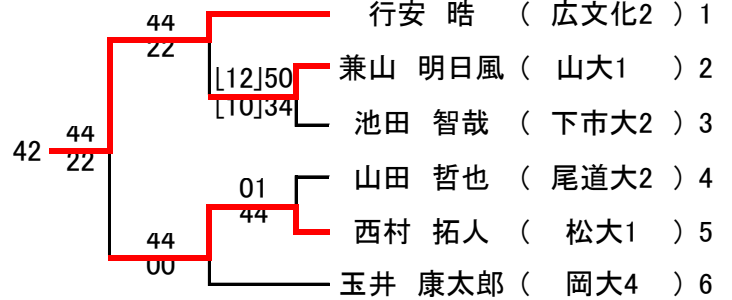 44 行安 晧 ( 広文化2 ) 1
22
⌊12⌋50 兼山 明日風 ( 山大1 ) 2
⌊10⌋34
池田 智哉 ( 下市大2 ) 3
42 44
22
01 山田 哲也 ( 尾道大2 ) 4
44
西村 拓人 ( 松大1 ) 5
44
00
玉井 康太郎 ( 岡大4 ) 6